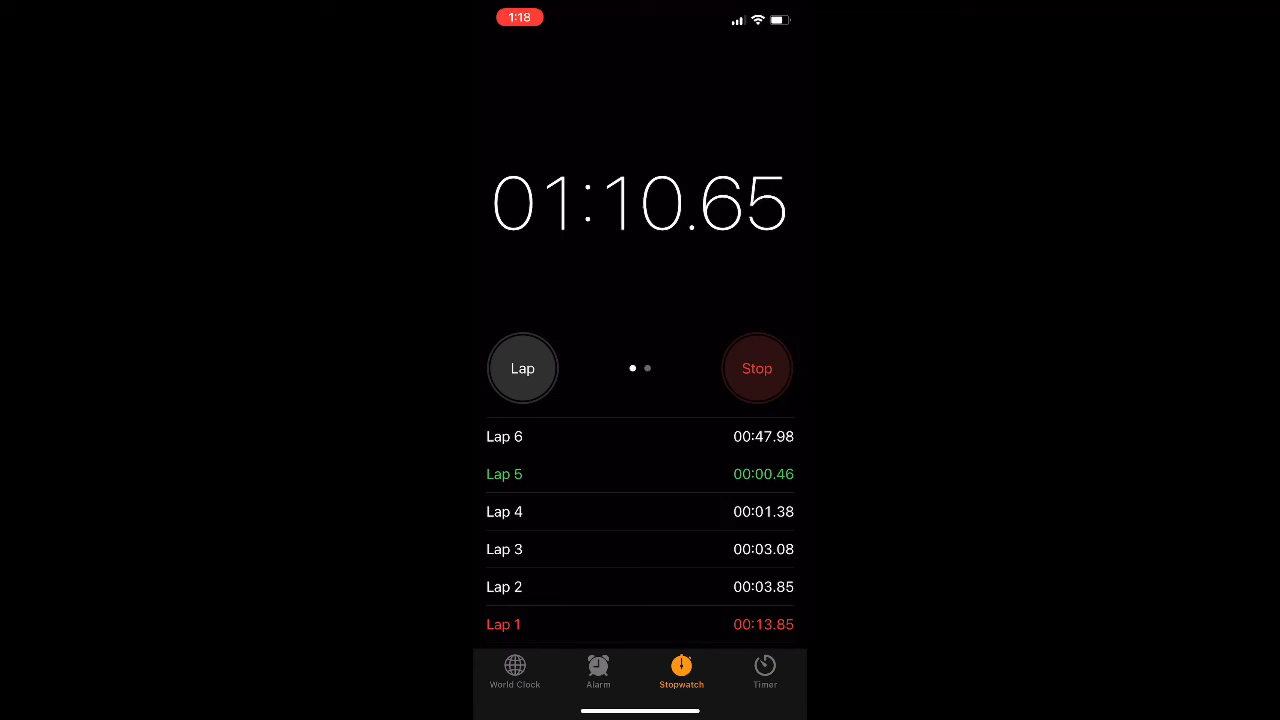 1:18
01:10.65
Lap
Stop
Lap 6 00:47.98
Lap 5 00:00.46
Lap 4 00:01.38
Lap 3 00:03.08
Lap 2 00:03.85
Lap 1 00:13.85
World Clock Alarm Stopwatch Timer